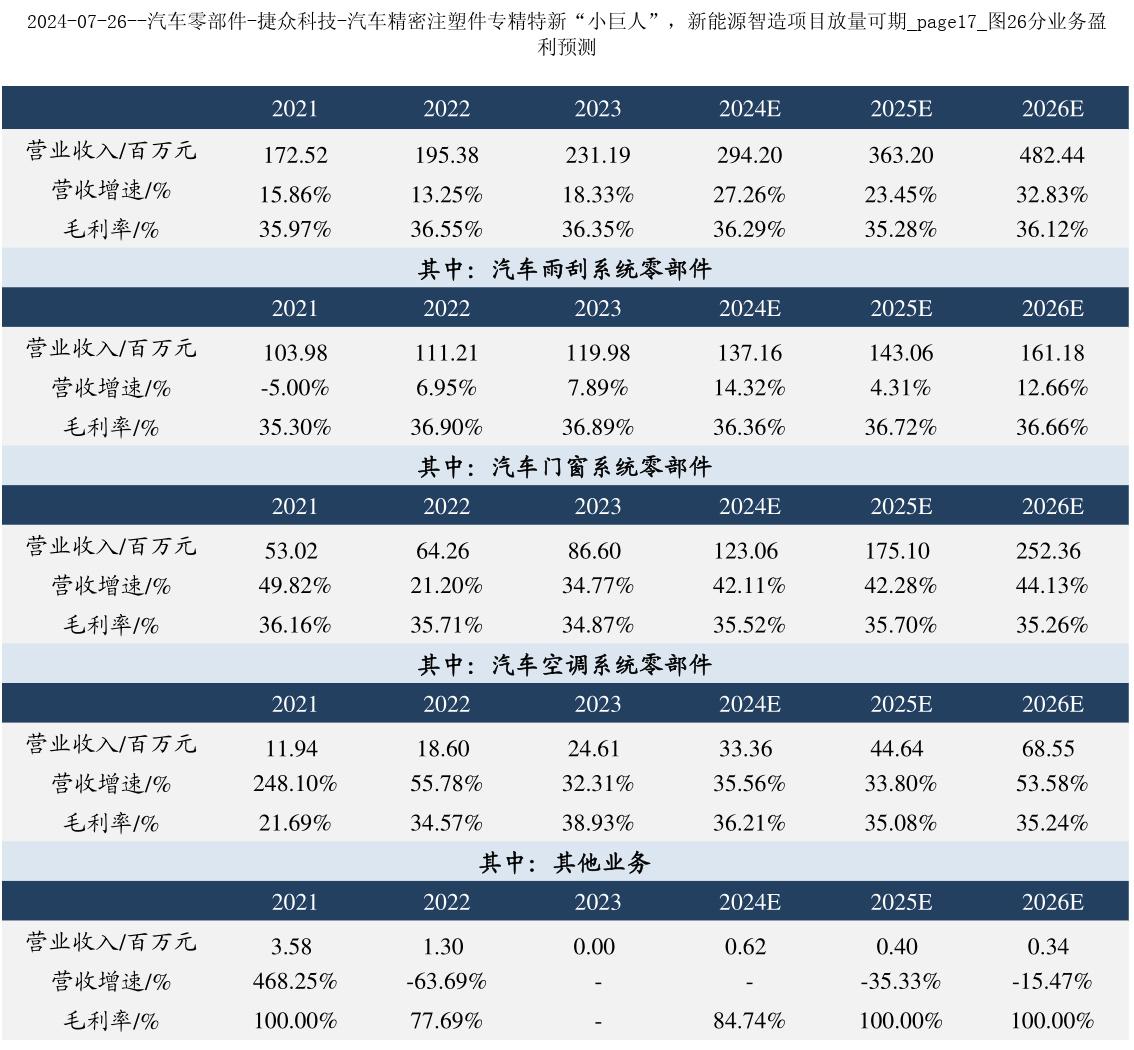 2024-07-26--汽车零部件-捷众科技-汽车精密注塑件专精特新“小巨人”，新能源智造项目放量可期_page17_图26分业务盈
利预测
2021 2022 2023 2024E 2025E 2026E
营业收入/百万元 172.52 195.38 231.19 294.20 363.20 482.44
营收增速/% 15.86% 13.25% 18.33% 27.26% 23.45% 32.83%
毛利率/% 35.97% 36.55% 36.35% 36.29% 35.28% 36.12%
其中：汽车雨刮系统零部件
2021 2022 2023 2024E 2025E 2026E
营业收入/百万元 103.98 111.21 119.98 137.16 143.06 161.18
营收增速/% -5.00% 6.95% 7.89% 14.32% 4.31% 12.66%
毛利率/% 35.30% 36.90% 36.89% 36.36% 36.72% 36.66%
其中：汽车门窗系统零部件
2021 2022 2023 2024E 2025E 2026E
营业收入/百万元 53.02 64.26 86.60 123.06 175.10 252.36
营收增速/% 49.82% 21.20% 34.77% 42.11% 42.28% 44.13%
毛利率/% 36.16% 35.71% 34.87% 35.52% 35.70% 35.26%
其中：汽车空调系统零部件
2021 2022 2023 2024E 2025E 2026E
营业收入/百万元 11.94 18.60 24.61 33.36 44.64 68.55
营收增速/% 248.10% 55.78% 32.31% 35.56% 33.80% 53.58%
毛利率/% 21.69% 34.57% 38.93% 36.21% 35.08% 35.24%
其中：其他业务
2021 2022 2023 2024E 2025E 2026E
营业收入/百万元 3.58 1.30 0.00 0.62 0.40 0.34
营收增速/% 468.25% -63.69% - - -35.33% -15.47%
毛利率/% 100.00% 77.69% - 84.74% 100.00% 100.00%